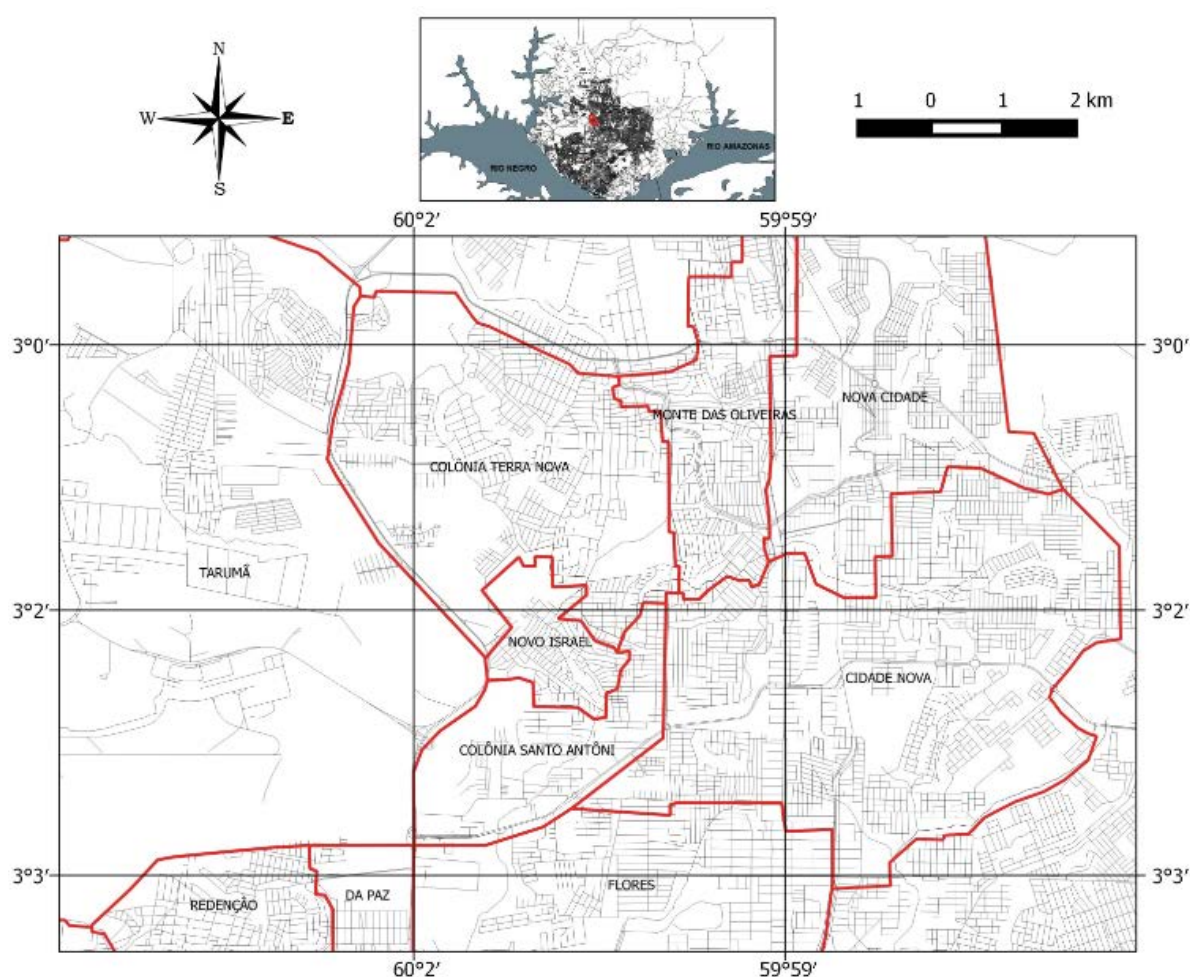 N
W
E
S
RIO NEGRO
RIO AMAZONAS
1 0 1 2 km
60°2′ 59°59′
3°0′ 3°0′
MONTE DAS OLIVEIRAS
NOVA CIDADE
COLÔNIA TERRA NOVA
TARUMÃ
3°2′ 3°2′
NOVO ISRAEL
CIDADE NOVA
COLÔNIA SANTO ANTÔNI
3°3′ 3°3′
FLORES
DA PAZ
REDENÇÃO
60°2′ 59°59′